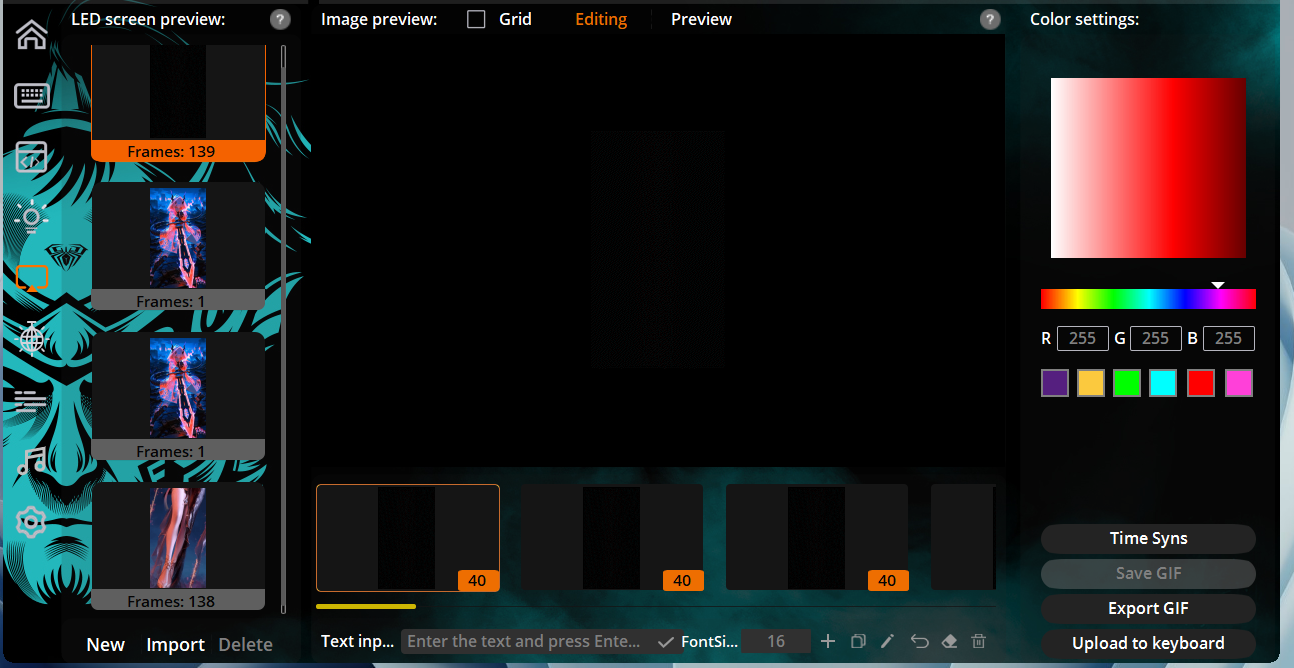 LED screen preview: ?
Frames: 139
Frames: 1
Frames: 1
Frames: 138
New Import Delete
Image preview: Grid Editing Preview ?
40 40 40
Text inp... Enter the text and press Ente... FontSi... 16
Color settings:
R 255 G 255 B 255
Time Syns
Save GIF
Export GIF
Upload to keyboard